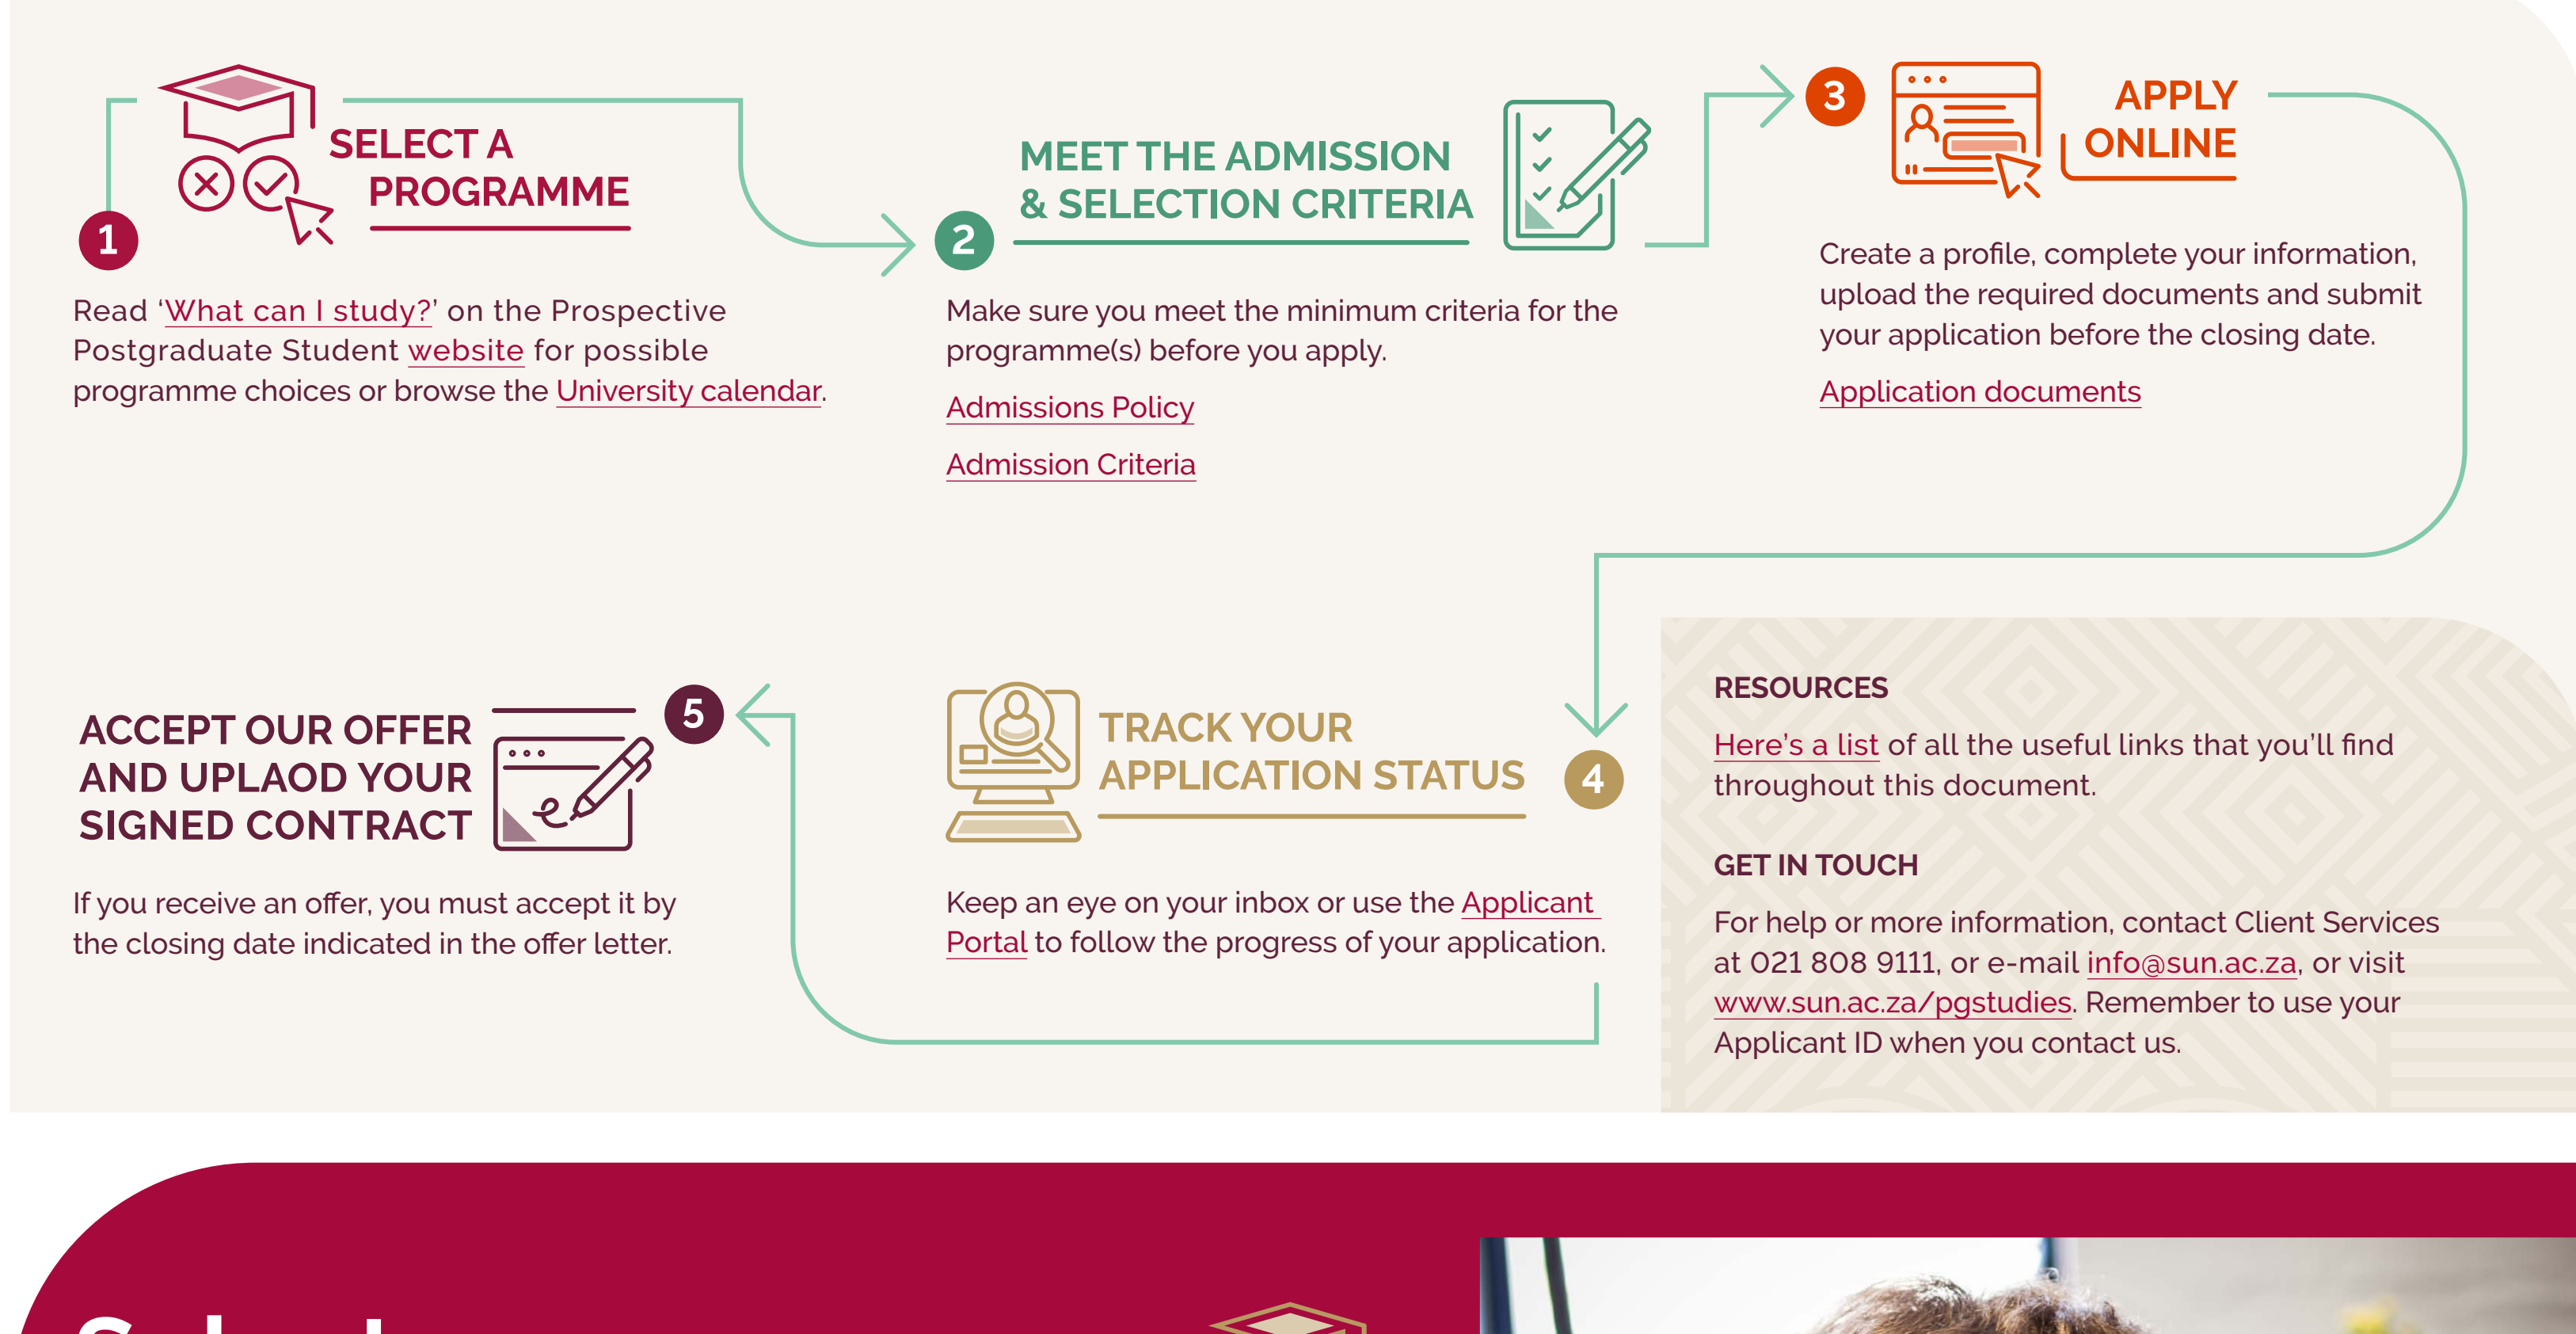 1
SELECT A
PROGRAMME
Read ‘What can I study?’ on the Prospective
Postgraduate Student website for possible
programme choices or browse the University calendar.
2
MEET THE ADMISSION
& SELECTION CRITERIA
Make sure you meet the minimum criteria for the
programme(s) before you apply.
Admissions Policy
Admission Criteria
3
APPLY
ONLINE
Create a profile, complete your information,
upload the required documents and submit
your application before the closing date.
Application documents
4
TRACK YOUR
APPLICATION STATUS
Keep an eye on your inbox or use the Applicant
Portal to follow the progress of your application.
5
ACCEPT OUR OFFER
AND UPLAOD YOUR
SIGNED CONTRACT
If you receive an offer, you must accept it by
the closing date indicated in the offer letter.
RESOURCES
Here’s a list of all the useful links that you’ll find
throughout this document.
GET IN TOUCH
For help or more information, contact Client Services
at 021 808 9111, or e-mail info@sun.ac.za, or visit
www.sun.ac.za/pgstudies. Remember to use your
Applicant ID when you contact us.